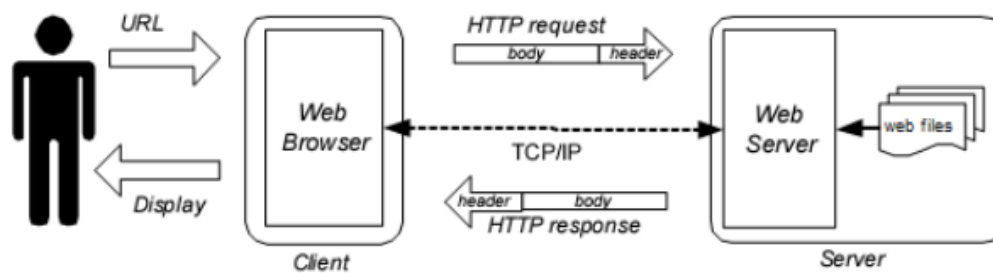 URL
Display
Web
Browser
Client
HTTP request
body header
TCP/IP
header body
HTTP response
Web
Server
web files
Server